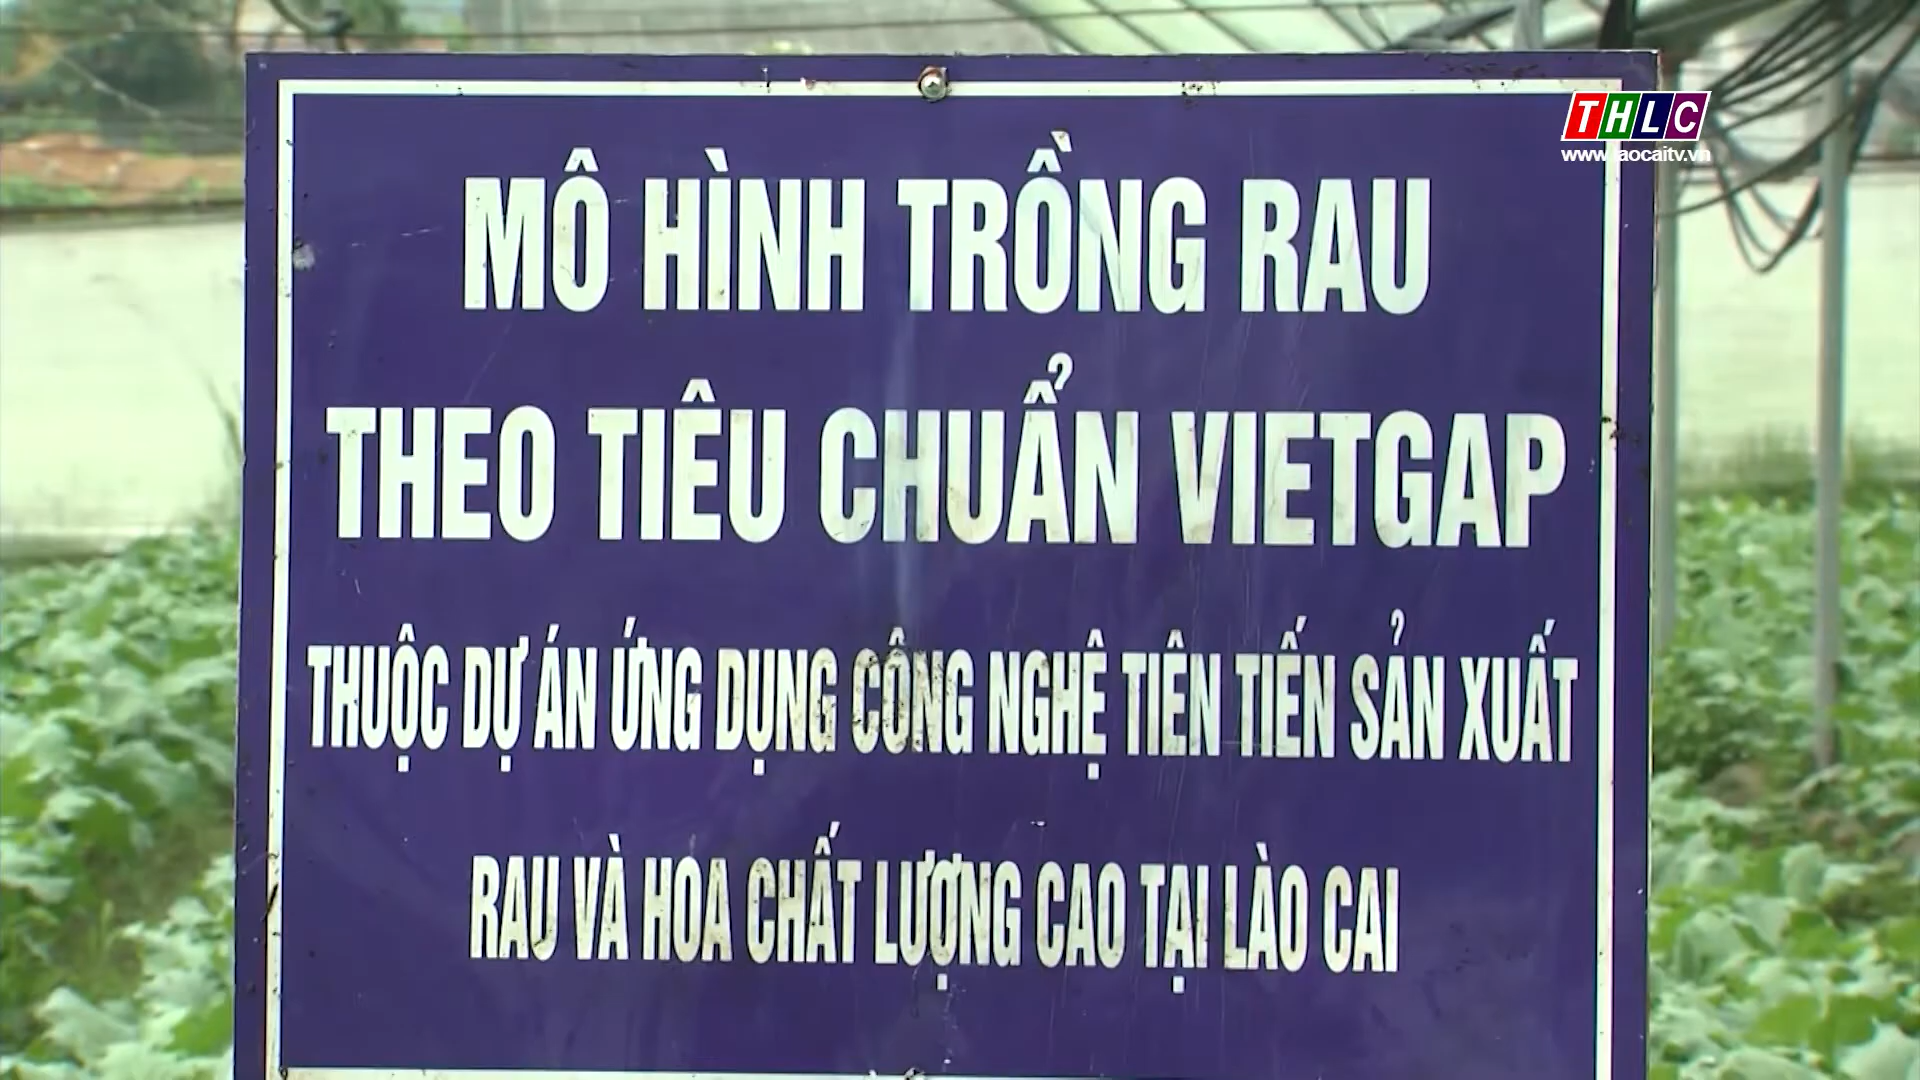 THLC
www.laocaitv.vn
MÔ HÌNH TRỒNG RAU
THEO TIÊU CHUẨN VIETGAP
THUỘC DỰ ÁN ỨNG DỤNG CÔNG NGHỆ TIÊN TIẾN SẢN XUẤT
RAU VÀ HOA CHẤT LƯỢNG CAO TẠI LÀO CAI